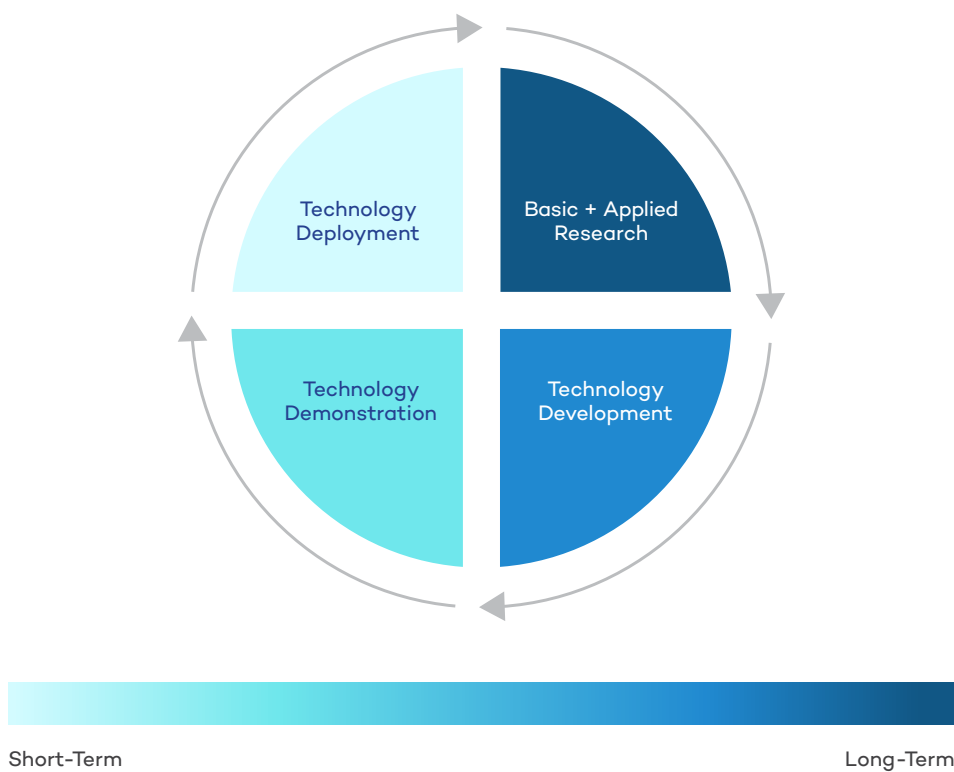 Technology
Deployment
Basic + Applied
Research
Technology
Demonstration
Technology
Development
Short-Term
Long-Term